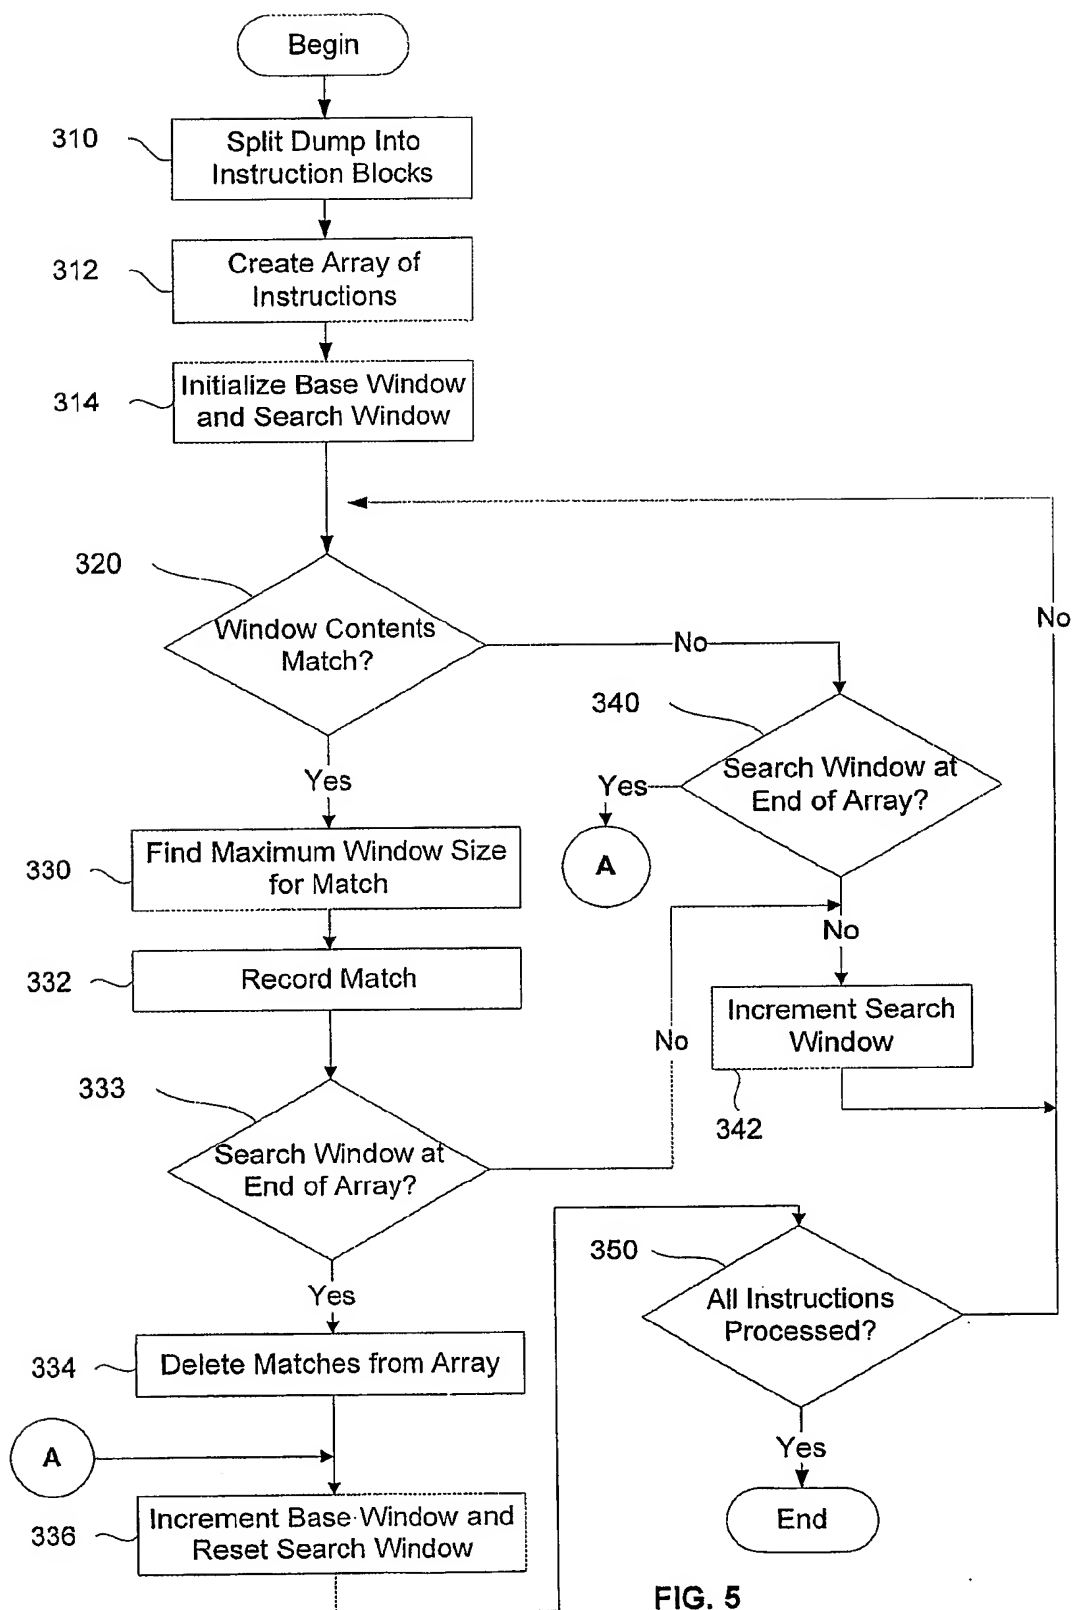 Begin
310
Split Dump Into
Instruction Blocks
312
Create Array of
Instructions
314
Initialize Base Window
and Search Window
320
Window Contents
Match?
No
No
340
Search Window at
End of Array?
Yes
Yes
A
330
Find Maximum Window Size
for Match
No
332
Record Match
Increment Search
Window
No
342
333
Search Window at
End of Array?
350
All Instructions
Processed?
Yes
334
Delete Matches from Array
A
Yes
336
Increment Base Window and
Reset Search Window
End
FIG. 5